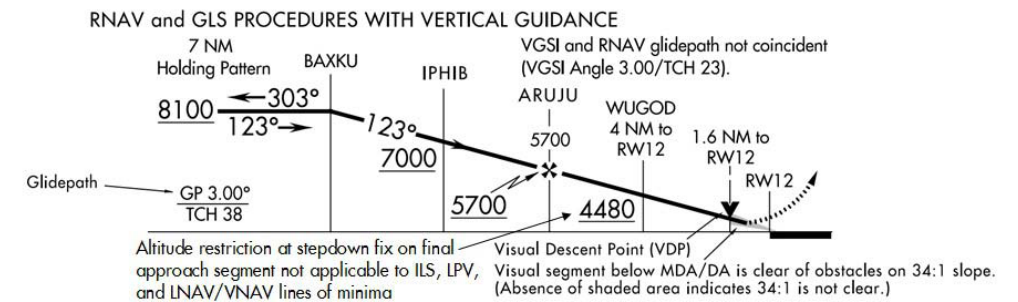 RNAV and GLS PROCEDURES WITH VERTICAL GUIDANCE
7 NM
Holding Pattern
BAXKU
IPHIB
VGSI and RNAV glidepath not coincident
(VGSI Angle 3.00/TCH 23).
ARUJU
WUGOD
4 NM to
RW12
1.6 NM to
RW12
RW12
8100
303°
123°
123°
7000
5700
5700
4480
Glidepath
GP 3.00°
TCH 38
Altitude restriction at stepdown fix on final
approach segment not applicable to ILS, LPV,
and LNAV/VNAV lines of minima
Visual Descent Point (VDP)
Visual segment below MDA/DA is clear of obstacles on 34:1 slope.
(Absence of shaded area indicates 34:1 is not clear.)